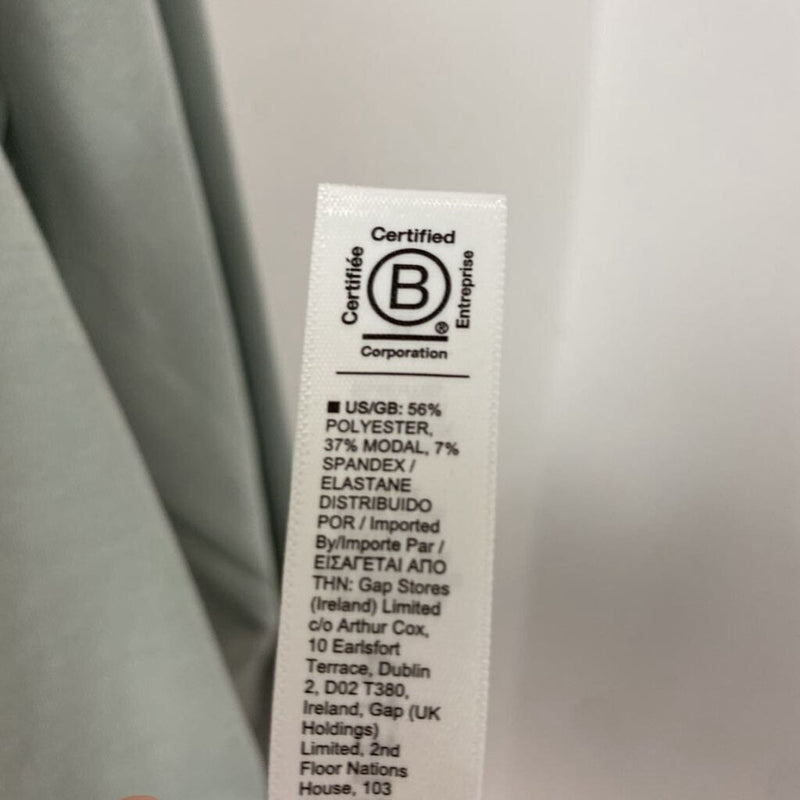 Certified
Certifiée
B
®
Entreprise
Corporation
■ US/GB: 56%
POLYESTER,
37% MODAL, 7%
SPANDEX /
ELASTANE
DISTRIBUIDO
POR / Imported
By/Importe Par /
ΕΙΣΑΓΕΤΑΙ ΑΠΟ
THN: Gap Stores
(Ireland) Limited
c/o Arthur Cox,
10 Earlsfort
Terrace, Dublin
2, D02 T380,
Ireland, Gap (UK
Holdings)
Limited, 2nd
Floor Nations
House, 103